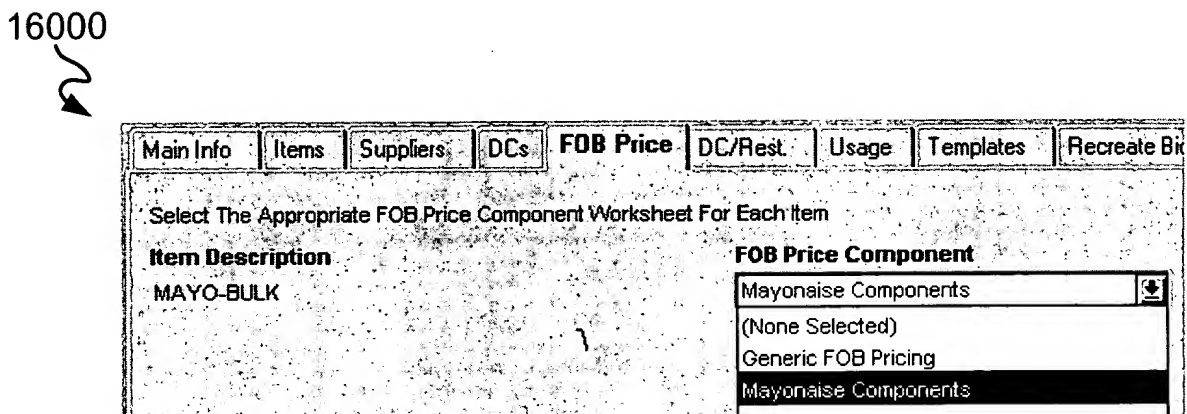 16000
Main Info Items Suppliers DCs FOB Price DC/Rest. Usage Templates Recreate Bi
Select The Appropriate FOB Price Component Worksheet For Each Item
Item Description FOB Price Component
MAYO-BULK Mayonaise Components
(None Selected)
Generic FOB Pricing
Mayonaise Components